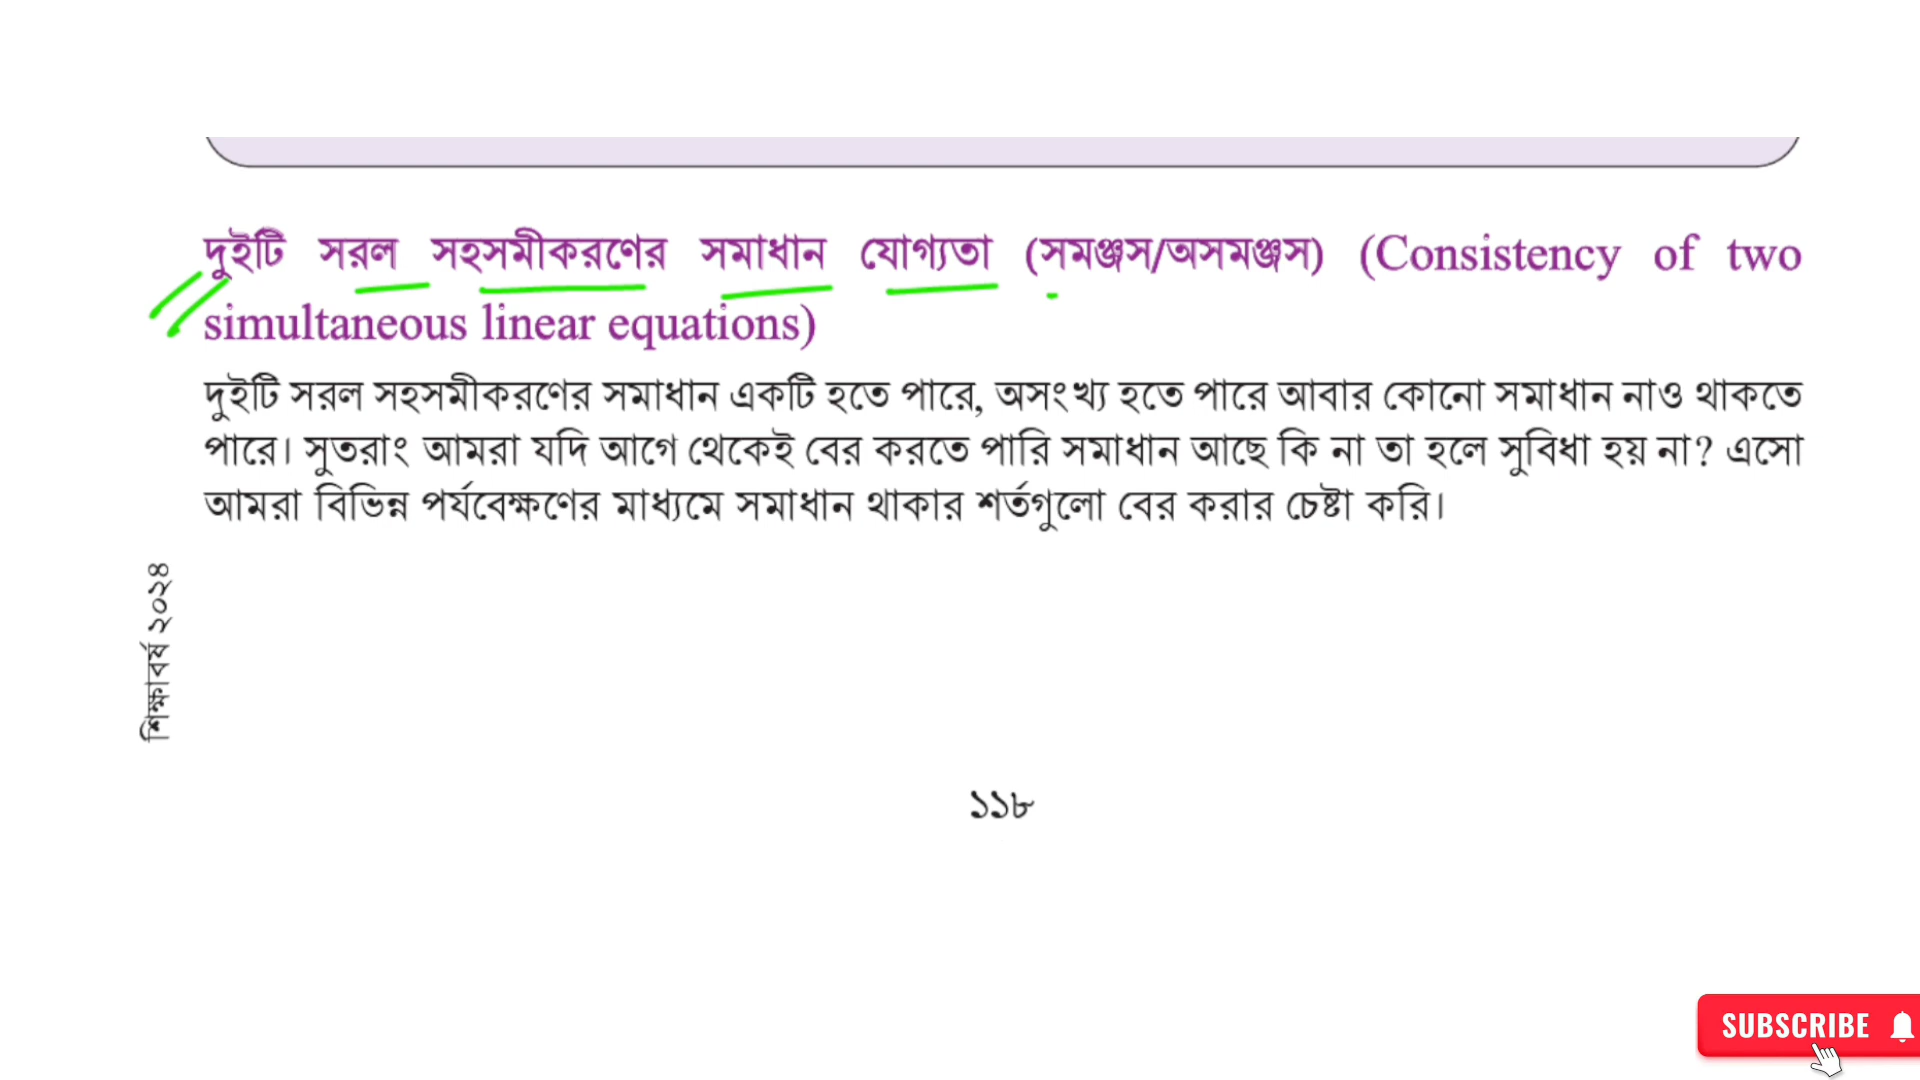 দুইটি সরল সহসমীকরণের সমাধান যোগ্যতা (সমঞ্জস/অসমঞ্জস) (Consistency of two
simultaneous linear equations)
দুইটি সরল সহসমীকরণের সমাধান একটি হতে পারে, অসংখ্য হতে পারে আবার কোনো সমাধান নাও থাকতে
পারে। সুতরাং আমরা যদি আগে থেকেই বের করতে পারি সমাধান আছে কি না তা হলে সুবিধা হয় না? এসো
আমরা বিভিন্ন পর্যবেক্ষণের মাধ্যমে সমাধান থাকার শর্তগুলো বের করার চেষ্টা করি।
শিক্ষাবর্ষ ২০২৪
১১৮
SUBSCRIBE